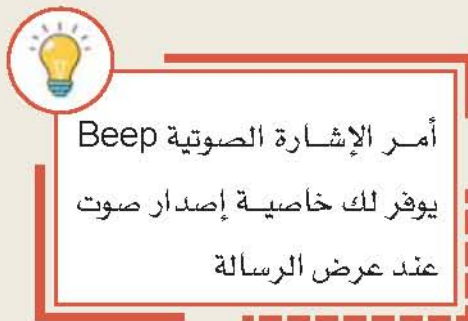 أمر الإشارة الصوتية Beep
يوفر لك خاصية إصدار صوت
عند عرض الرسالة